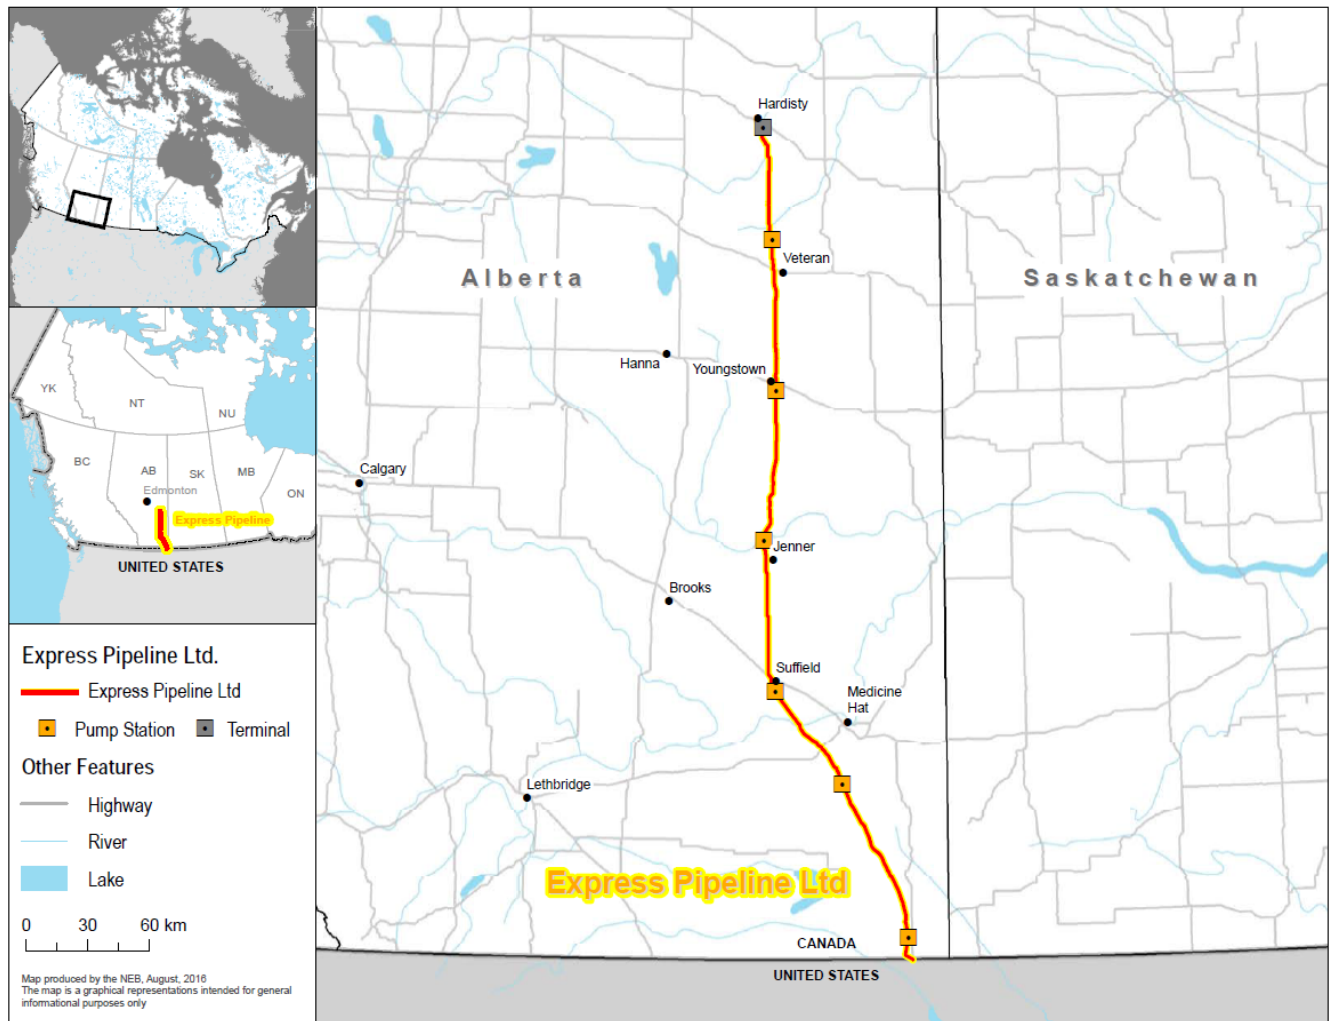 YK
NT
NU
BC
AB
SK
MB
ON
Edmonton
Express Pipeline
UNITED STATES
Express Pipeline Ltd.
Express Pipeline Ltd
Pump Station
Terminal
Other Features
Highway
River
Lake
0 30 60 km
Map produced by the NEB, August, 2016
The map is a graphical representations intended for general
informational purposes only
Hardisty
Veteran
Alberta
Saskatchewan
Hanna
Youngstown
Calgary
Jenner
Brooks
Suffield
Medicine
Hat
Lethbridge
Express Pipeline Ltd
CANADA
UNITED STATES